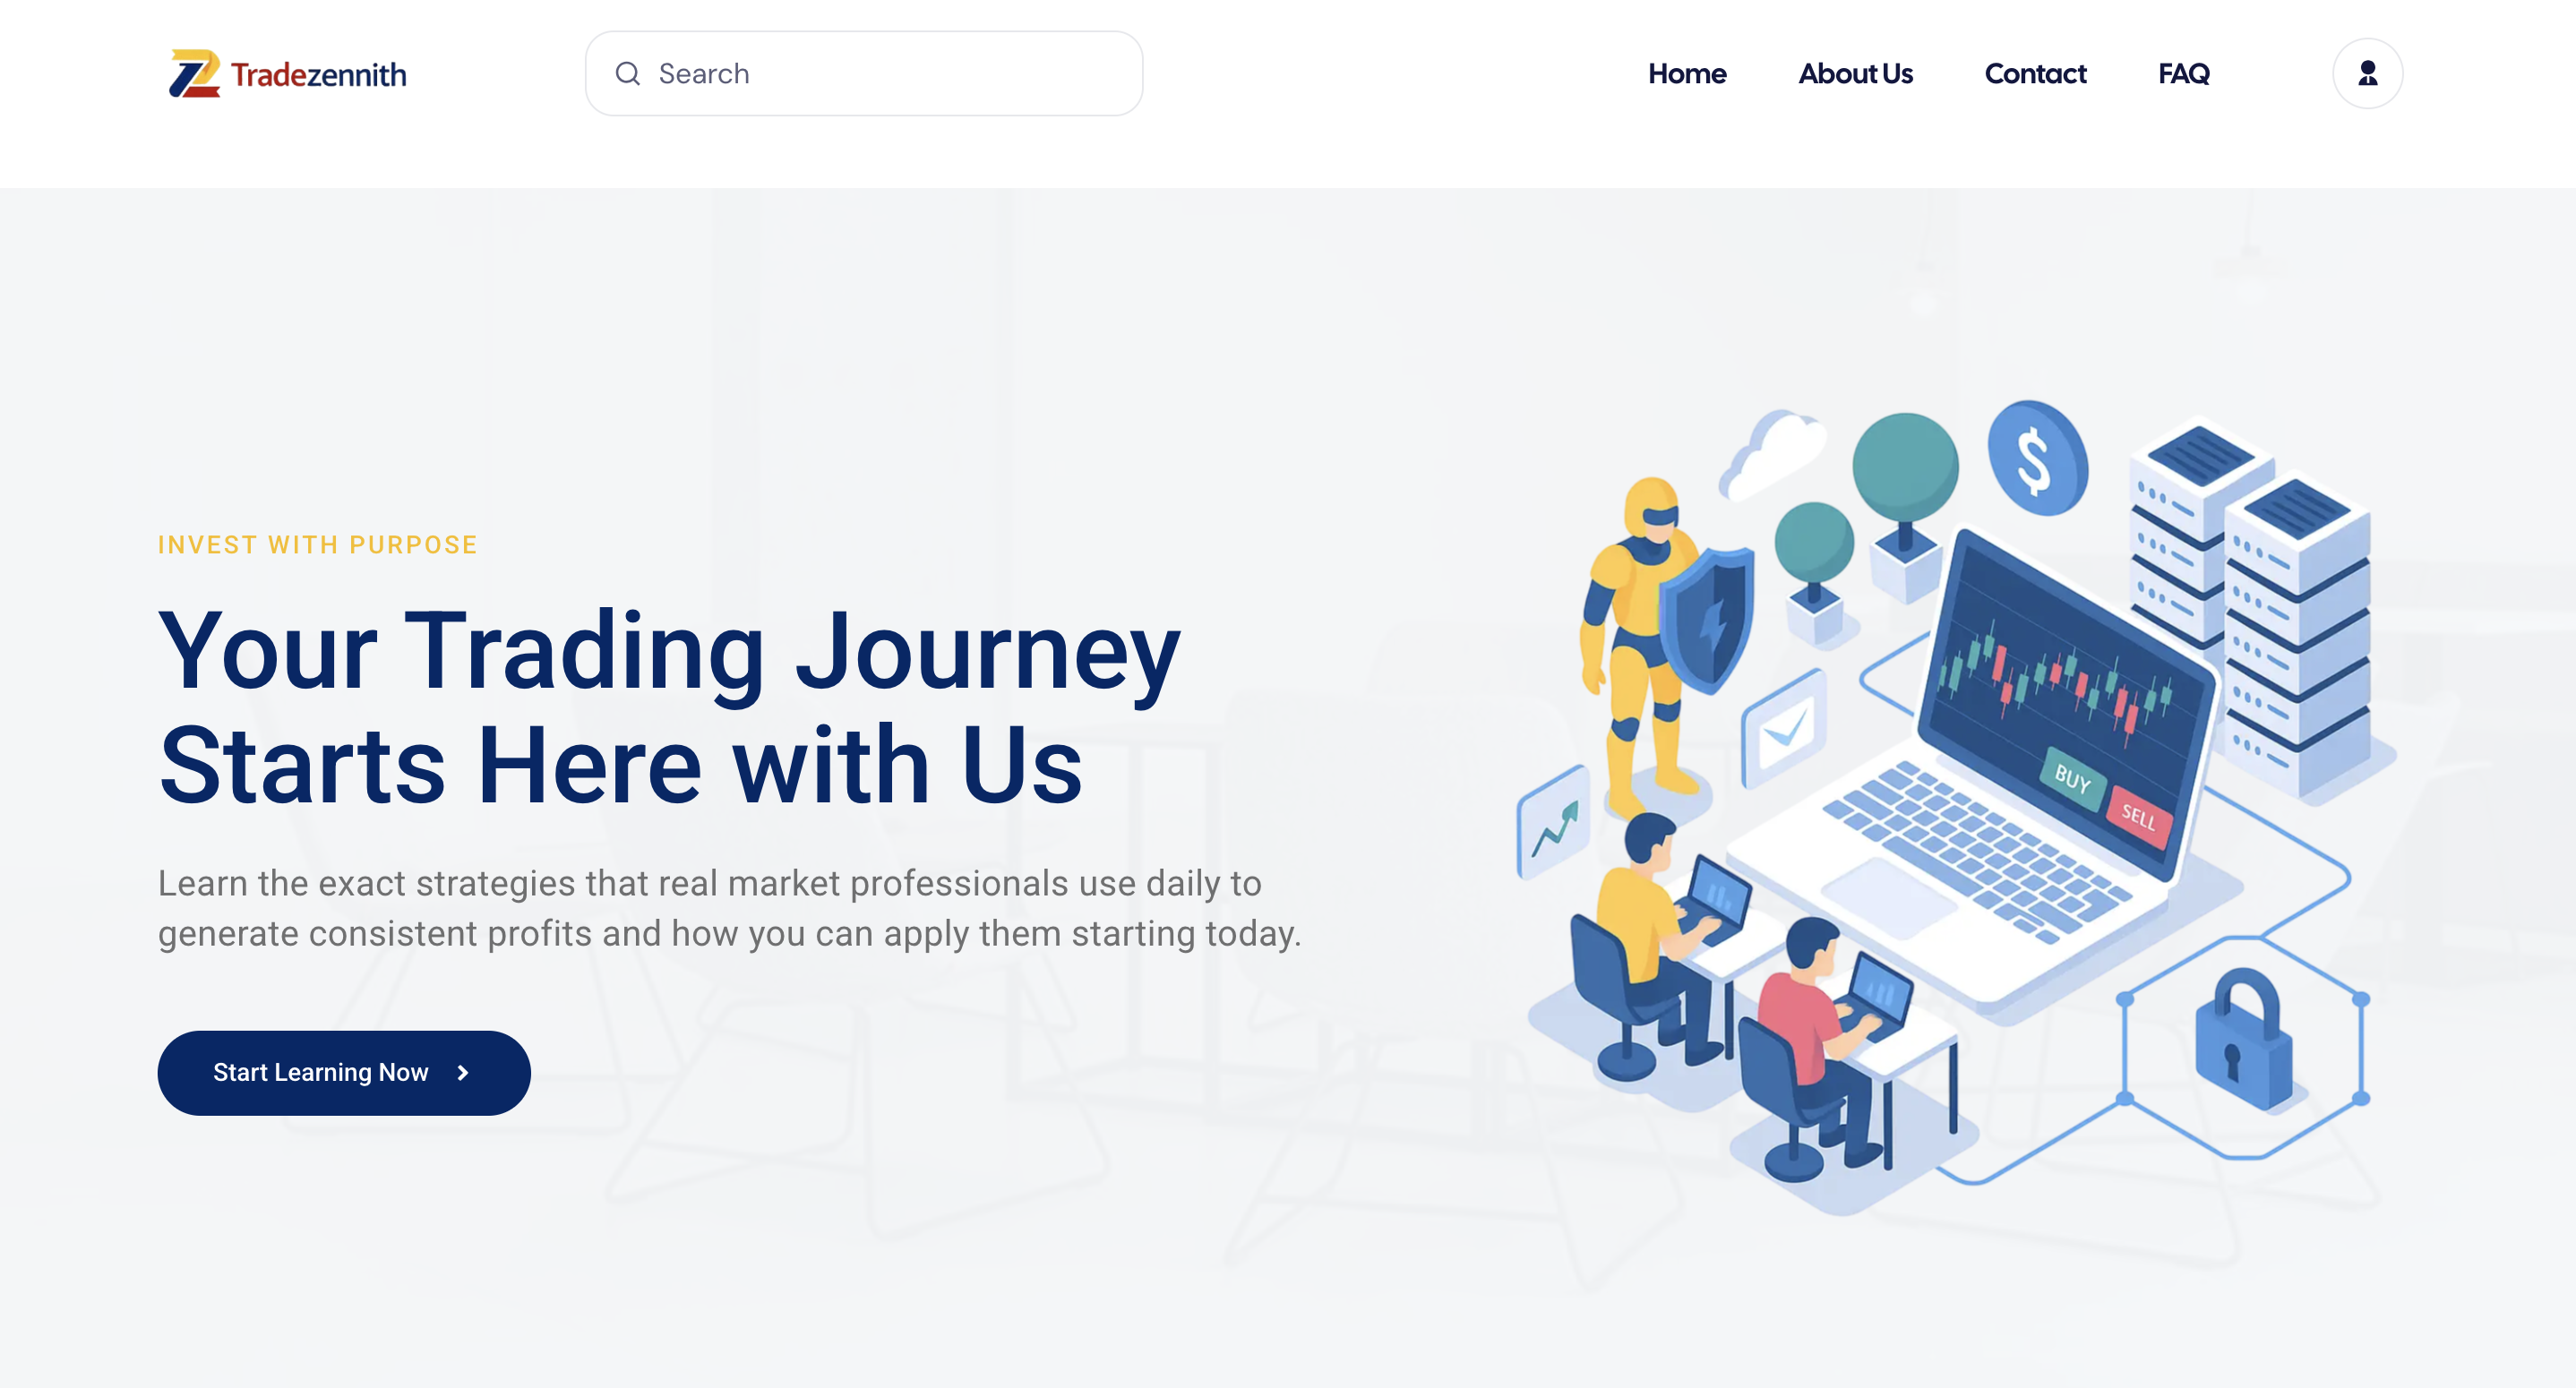 Tradezennith
Search
Home
About Us
Contact
FAQ
INVEST WITH PURPOSE
Your Trading Journey
Starts Here with Us
Learn the exact strategies that real market professionals use daily to
generate consistent profits and how you can apply them starting today.
Start Learning Now
$
BUY
SELL